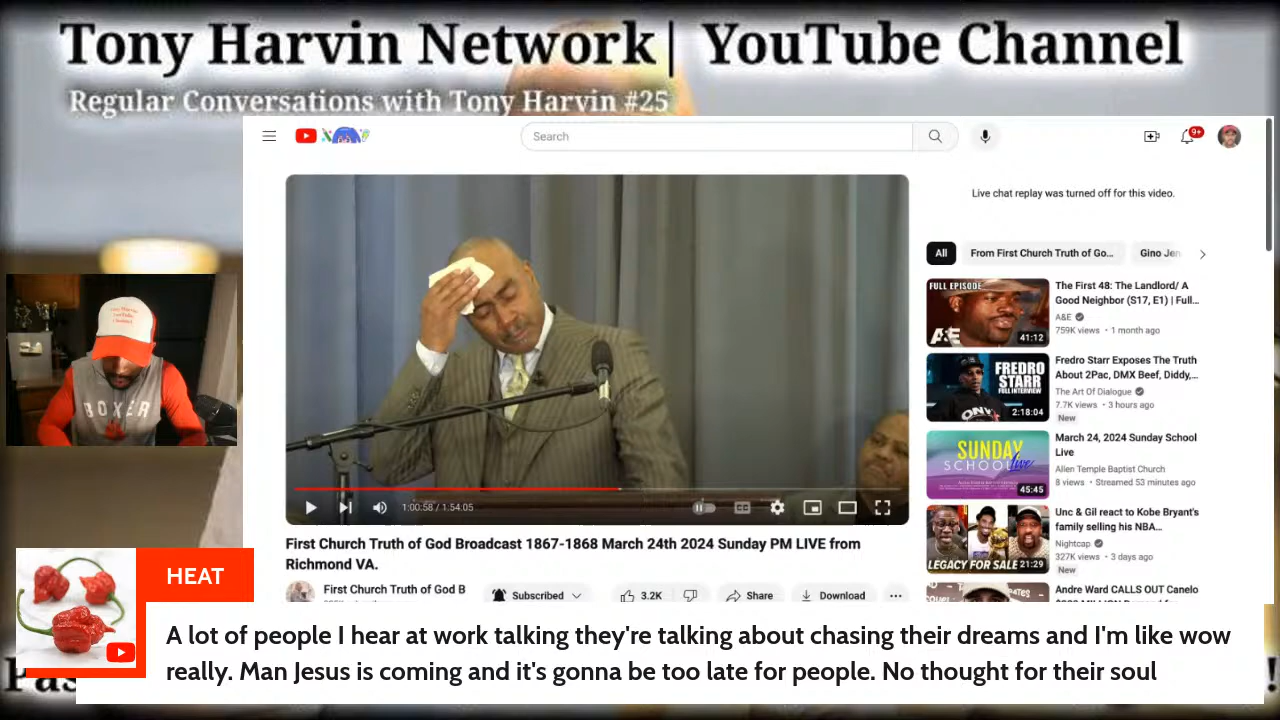 Tony Harvin Network| YouTube Channel
Regular Conversations with Tony Harvin #25
Search
9+
Live chat replay was turned off for this video.
All
From First Church Truth of Go...
Gino Jen
FULL EPISODE
A&E
41:12
The First 48: The Landlord/ A
Good Neighbor (S17, E1) | Full...
A&E
759K views • 1 month ago
FREDRO
STARR
FULL INTERVIEW
2:18:04
Fredro Starr Exposes The Truth
About 2Pac, DMX Beef, Diddy,...
The Art Of Dialogue
7.7K views • 3 hours ago
New
SUNDAY
SCHOOL Live
45:45
March 24, 2024 Sunday School
Live
Allen Temple Baptist Church
8 views • Streamed 53 minutes ago
LEGACY FOR SALE
21:29
Unc & Gil react to Kobe Bryant's
family selling his NBA...
Nightcap
327K views • 3 days ago
New
Andre Ward CALLS OUT Canelo
BOXER
1:00:58 / 1:54:05
First Church Truth of God Broadcast 1867-1868 March 24th 2024 Sunday PM LIVE from
Richmond VA.
First Church Truth of God B
Subscribed
3.2K
Share
Download
HEAT
A lot of people I hear at work talking they're talking about chasing their dreams and I'm like wow
really. Man Jesus is coming and it's gonna be too late for people. No thought for their soul